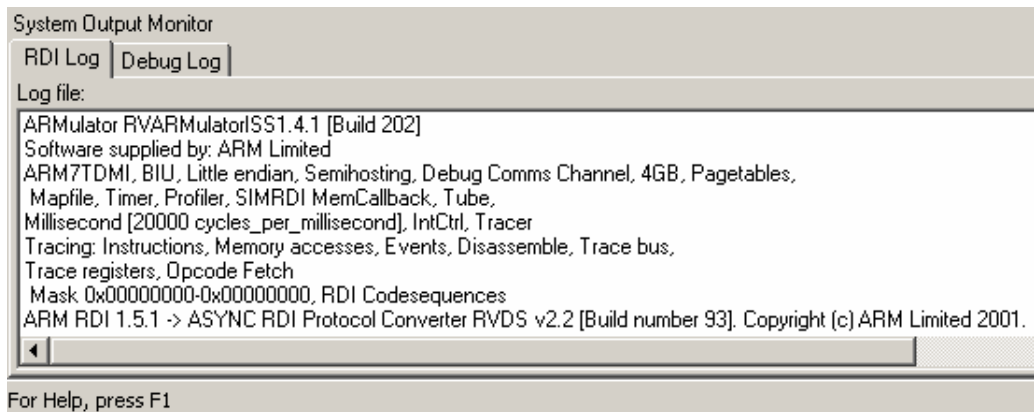 System Output Monitor
RDI Log Debug Log
Log file:
ARMulator RVARMulatorISS1.4.1 [Build 202]
Software supplied by: ARM Limited
ARM7TDMI, BIU, Little endian, Semihosting, Debug Comms Channel, 4GB, Pagetables,
Mapfile, Timer, Profiler, SIMRDI MemCallback, Tube,
Millisecond [20000 cycles_per_millisecond], IntCtrl, Tracer
Tracing: Instructions, Memory accesses, Events, Disassemble, Trace bus,
Trace registers, Opcode Fetch
Mask 0x00000000-0x00000000, RDI Codesequences
ARM RDI 1.5.1 -> ASYNC RDI Protocol Converter RVDS v2.2 [Build number 93]. Copyright (c) ARM Limited 2001.
For Help, press F1